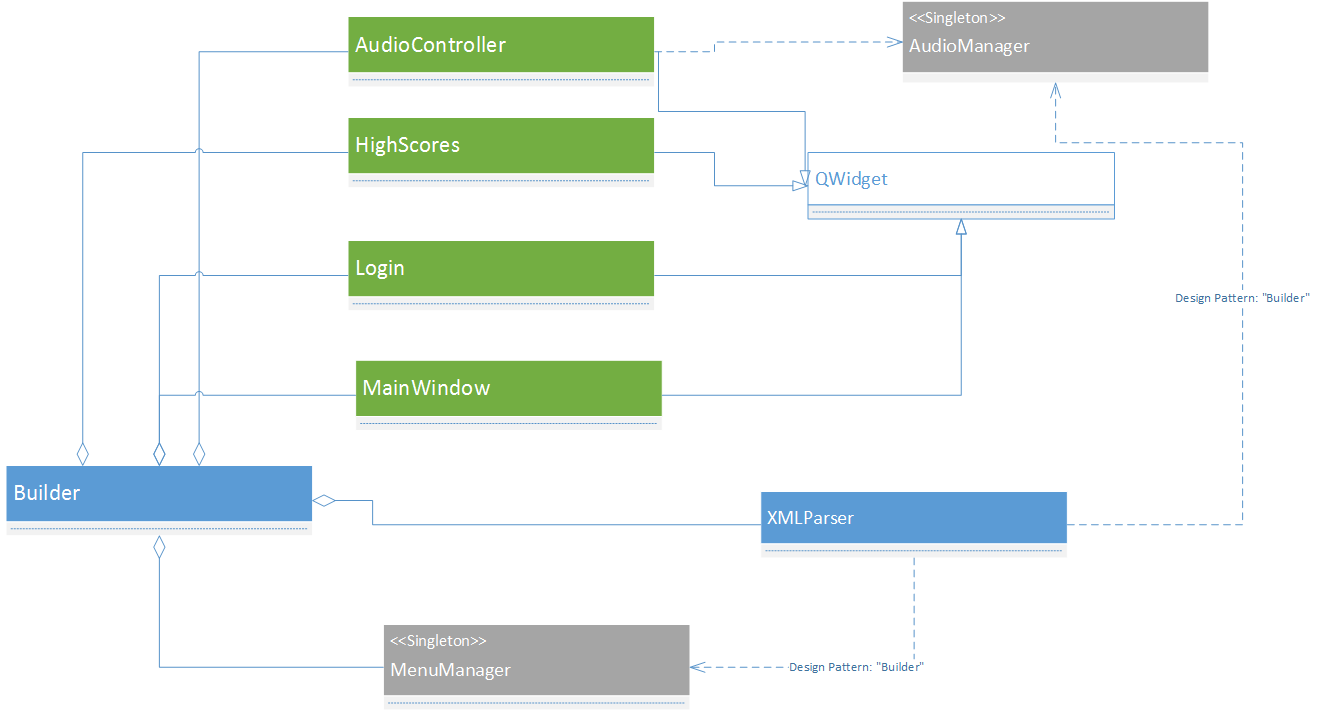 <<Singleton>>
AudioManager
AudioController
HighScores
QWidget
Login
Design Pattern: "Builder"
MainWindow
Builder
XMLParser
<<Singleton>>
MenuManager
Design Pattern: "Builder"